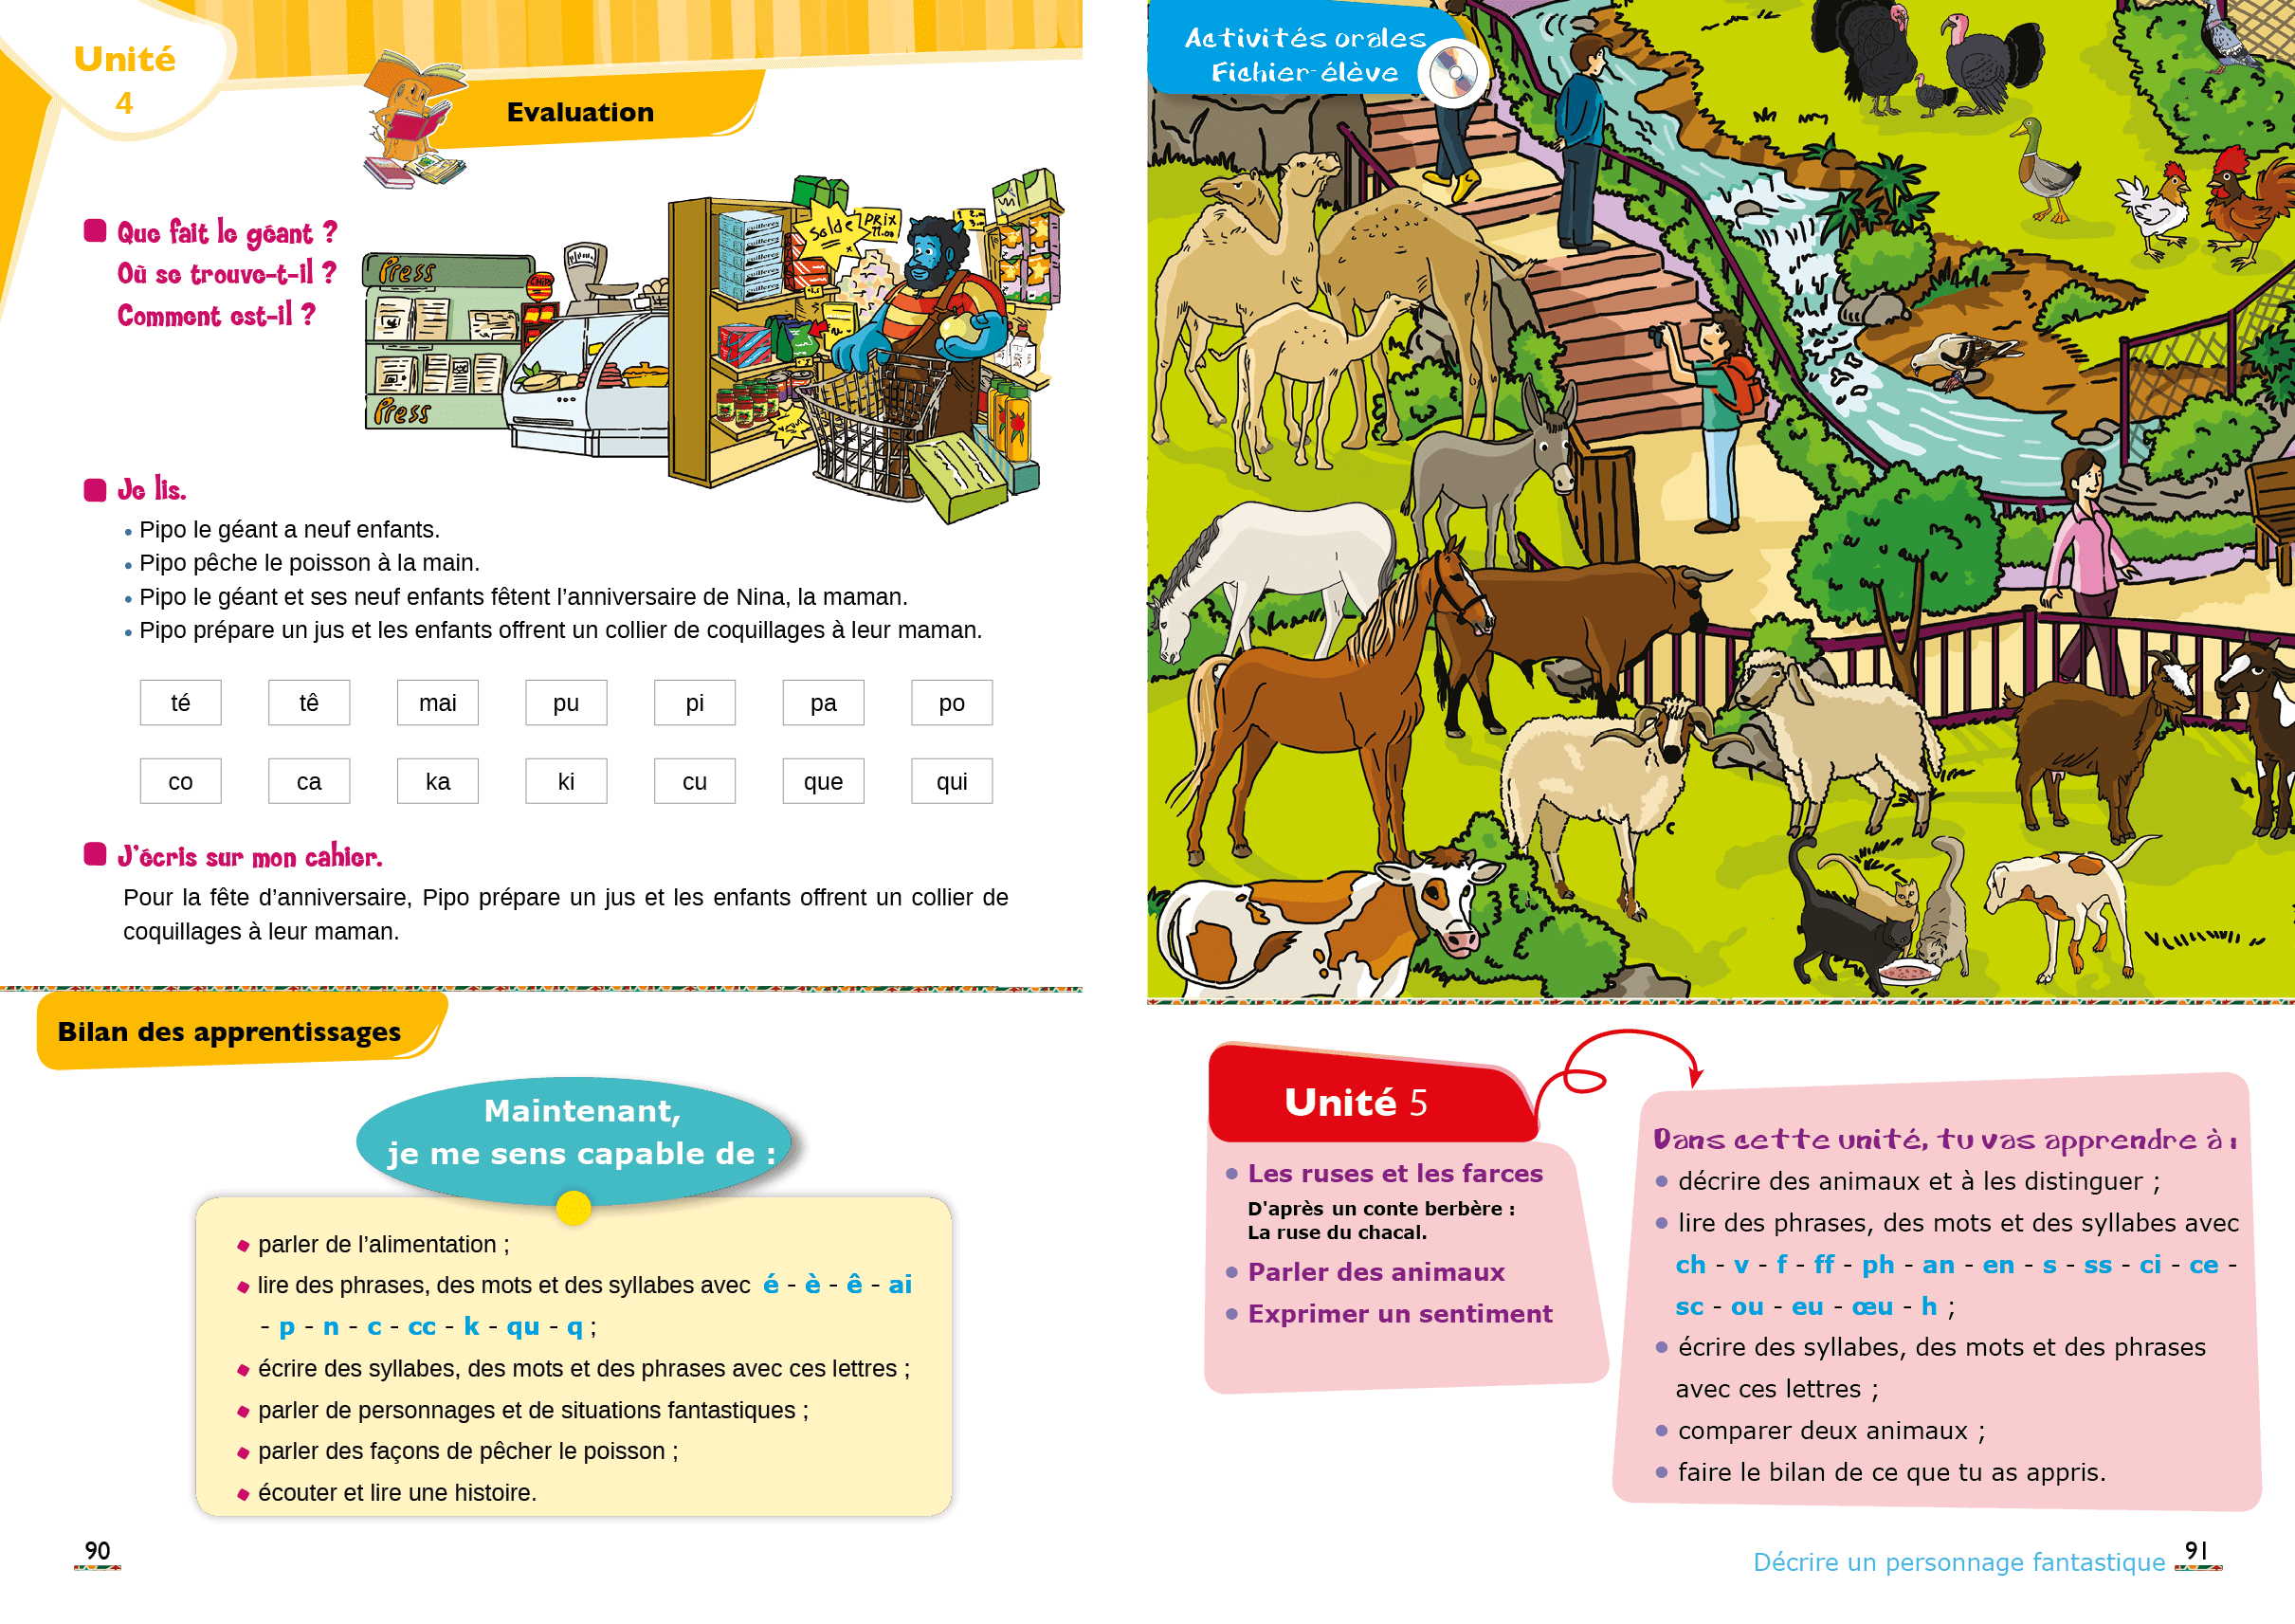 Unité
4
Evaluation
Que fait le géant ?
Où se trouve-t-il ?
Comment est-il ?
Press
Press
CHIPS
Solde
PRIX
11.00
cuilleres
cuilleres
cuilleres
cuilleres
cuilleres
Je lis.
• Pipo le géant a neuf enfants.
• Pipo pêche le poisson à la main.
• Pipo le géant et ses neuf enfants fêtent l’anniversaire de Nina, la maman.
• Pipo prépare un jus et les enfants offrent un collier de coquillages à leur maman.
té tê mai pu pi pa po
co ca ka ki cu que qui
J’écris sur mon cahier.
Pour la fête d’anniversaire, Pipo prépare un jus et les enfants offrent un collier de
coquillages à leur maman.
Bilan des apprentissages
Maintenant,
je me sens capable de :
parler de l’alimentation ;
lire des phrases, des mots et des syllabes avec é - è - ê - ai
- p - n - c - cc - k - qu - q ;
écrire des syllabes, des mots et des phrases avec ces lettres ;
parler de personnages et de situations fantastiques ;
parler des façons de pêcher le poisson ;
écouter et lire une histoire.
90
Activités orales
Fichier-élève
Unité 5
• Les ruses et les farces
D'après un conte berbère :
La ruse du chacal.
• Parler des animaux
• Exprimer un sentiment
Dans cette unité, tu vas apprendre à :
• décrire des animaux et à les distinguer ;
• lire des phrases, des mots et des syllabes avec
ch - v - f - ff - ph - an - en - s - ss - ci - ce -
sc - ou - eu - œu - h ;
• écrire des syllabes, des mots et des phrases
avec ces lettres ;
• comparer deux animaux ;
• faire le bilan de ce que tu as appris.
Décrire un personnage fantastique
91